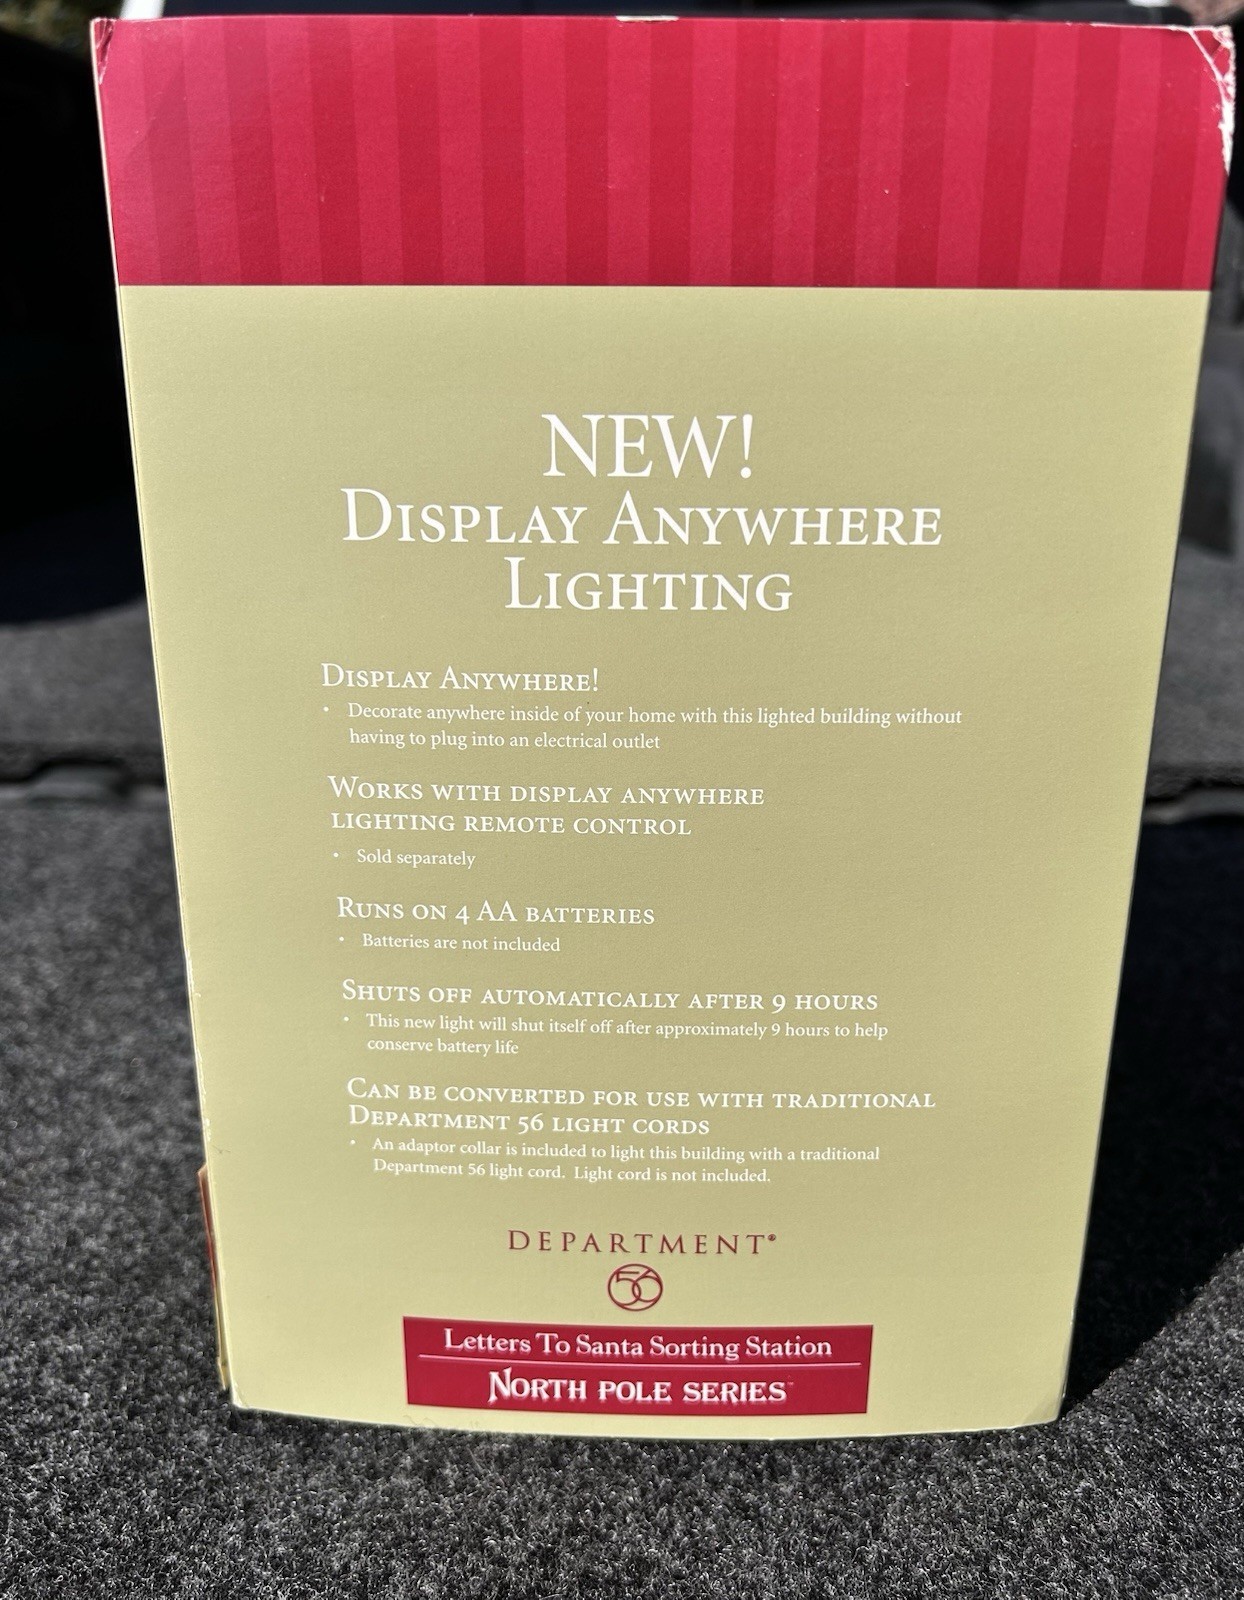 NEW!
DISPLAY ANYWHERE
LIGHTING
DISPLAY ANYWHERE!
• Decorate anywhere inside of your home with this lighted building without
having to plug into an electrical outlet
WORKS WITH DISPLAY ANYWHERE
LIGHTING REMOTE CONTROL
• Sold separately
RUNS ON 4 AA BATTERIES
• Batteries are not included
SHUTS OFF AUTOMATICALLY AFTER 9 HOURS
• This new light will shut itself off after approximately 9 hours to help
conserve battery life
CAN BE CONVERTED FOR USE WITH TRADITIONAL
DEPARTMENT 56 LIGHT CORDS
• An adaptor collar is included to light this building with a traditional
Department 56 light cord. Light cord is not included.
DEPARTMENT®
56
Letters To Santa Sorting Station
NORTH POLE SERIES™